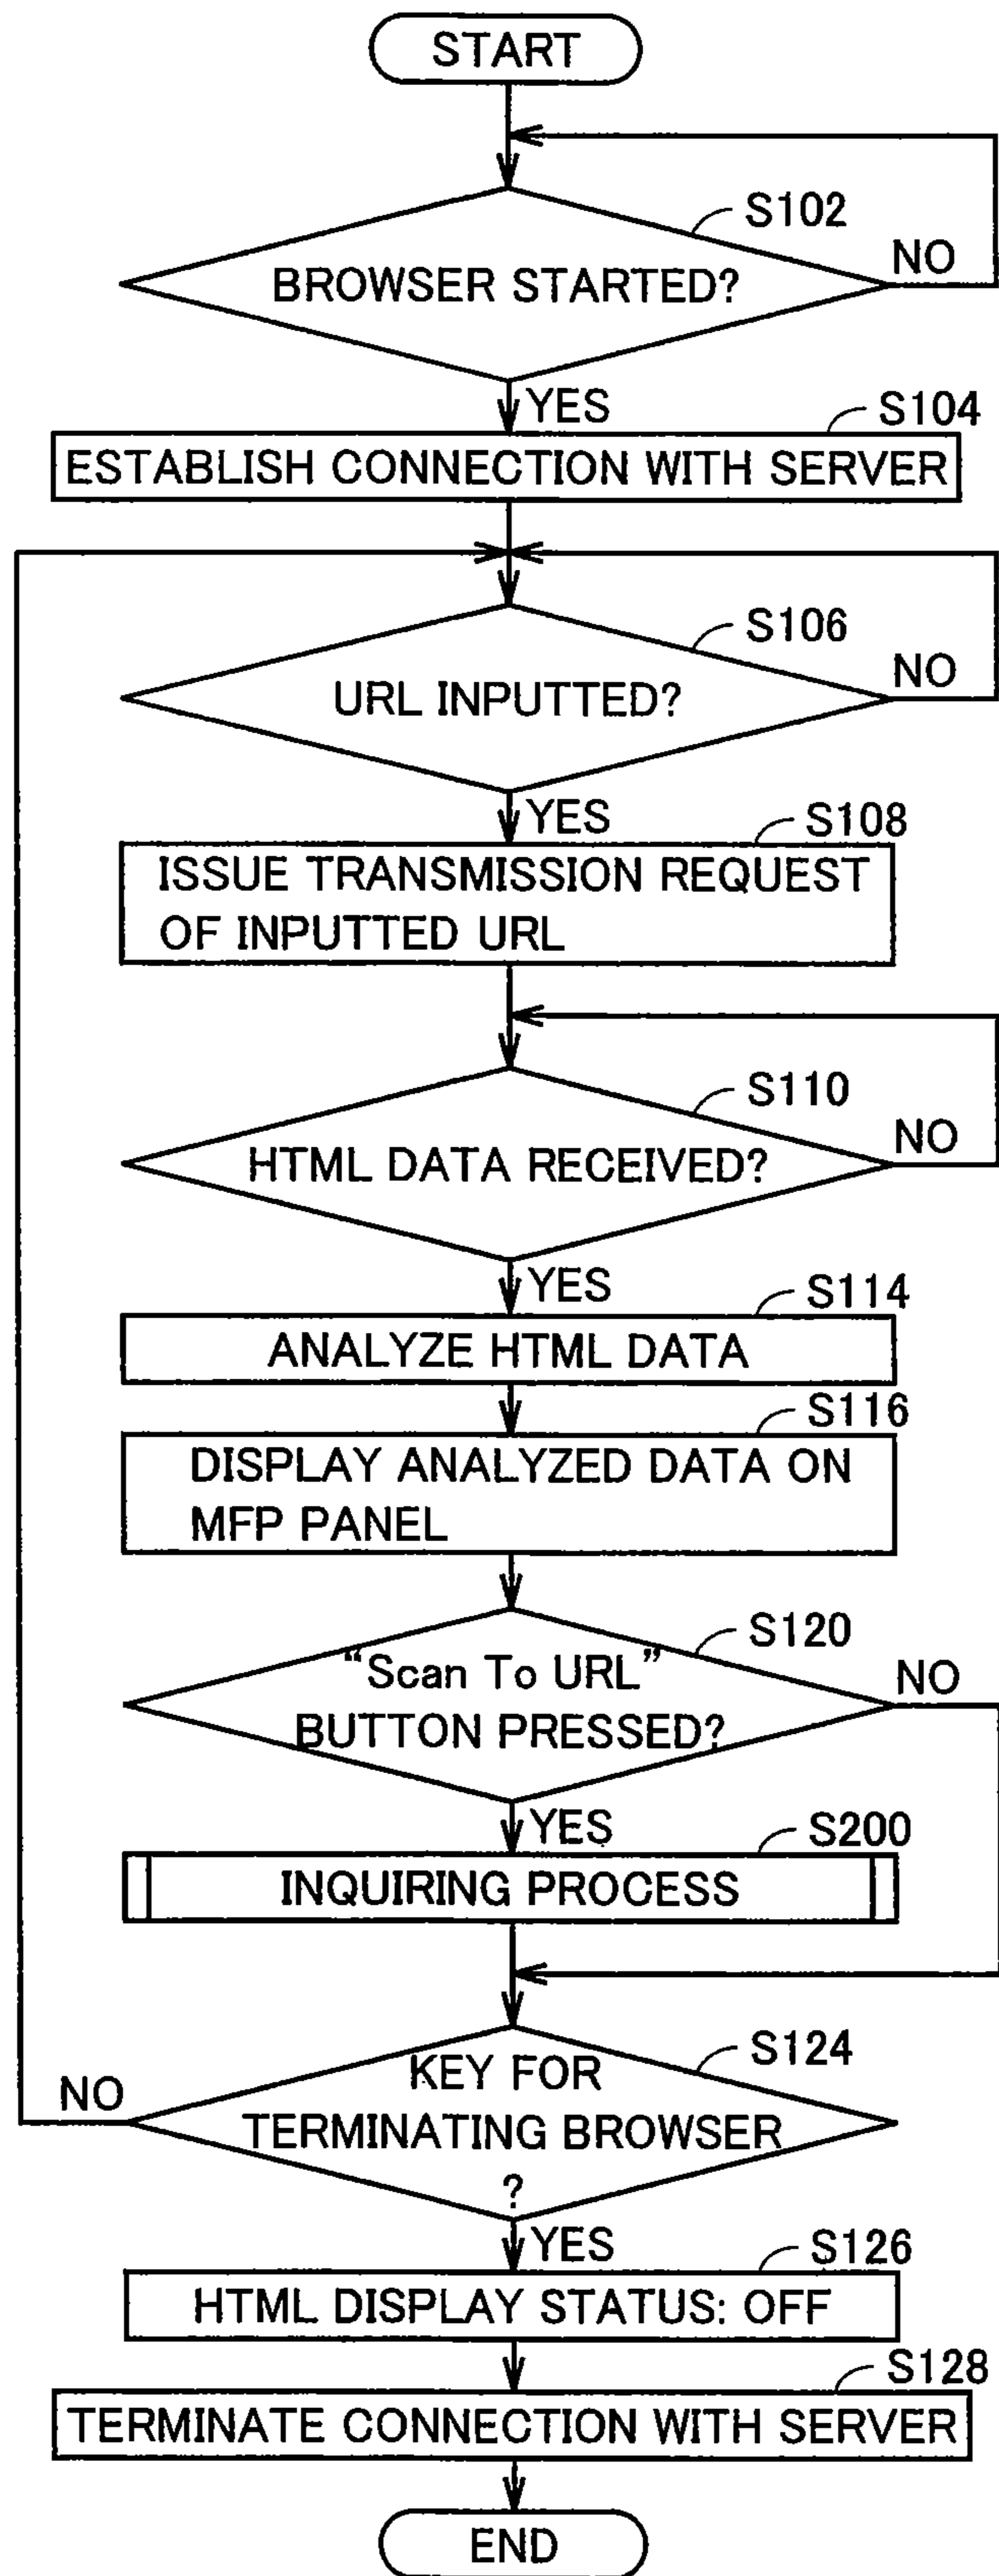 START
S102
BROWSER STARTED?
NO
YES
S104
ESTABLISH CONNECTION WITH SERVER
S106
URL INPUTTED?
NO
YES
S108
ISSUE TRANSMISSION REQUEST
OF INPUTTED URL
S110
HTML DATA RECEIVED?
NO
YES
S114
ANALYZE HTML DATA
S116
DISPLAY ANALYZED DATA ON
MFP PANEL
S120
“Scan To URL”
BUTTON PRESSED?
NO
YES
S200
INQUIRING PROCESS
S124
KEY FOR
TERMINATING BROWSER
?
NO
YES
S126
HTML DISPLAY STATUS: OFF
S128
TERMINATE CONNECTION WITH SERVER
END